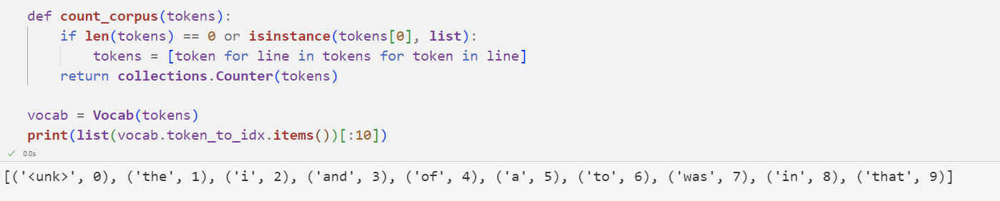 def count_corpus(tokens):
    if len(tokens) == 0 or isinstance(tokens[0], list):
        tokens = [token for line in tokens for token in line]
    return collections.Counter(tokens)

vocab = Vocab(tokens)
print(list(vocab.token_to_idx.items())[:10])
✓ 0.0s
[('<unk>', 0), ('the', 1), ('i', 2), ('and', 3), ('of', 4), ('a', 5), ('to', 6), ('was', 7), ('in', 8), ('that', 9)]